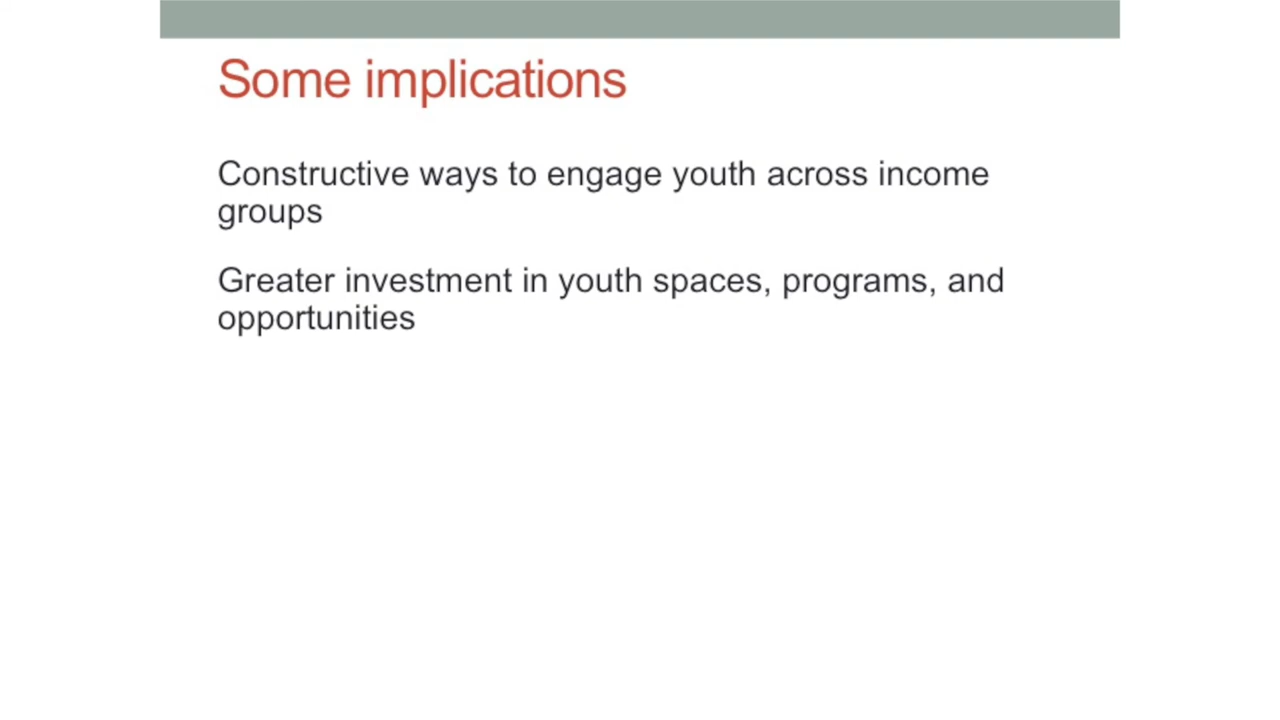 Some implications
Constructive ways to engage youth across income
groups
Greater investment in youth spaces, programs, and
opportunities